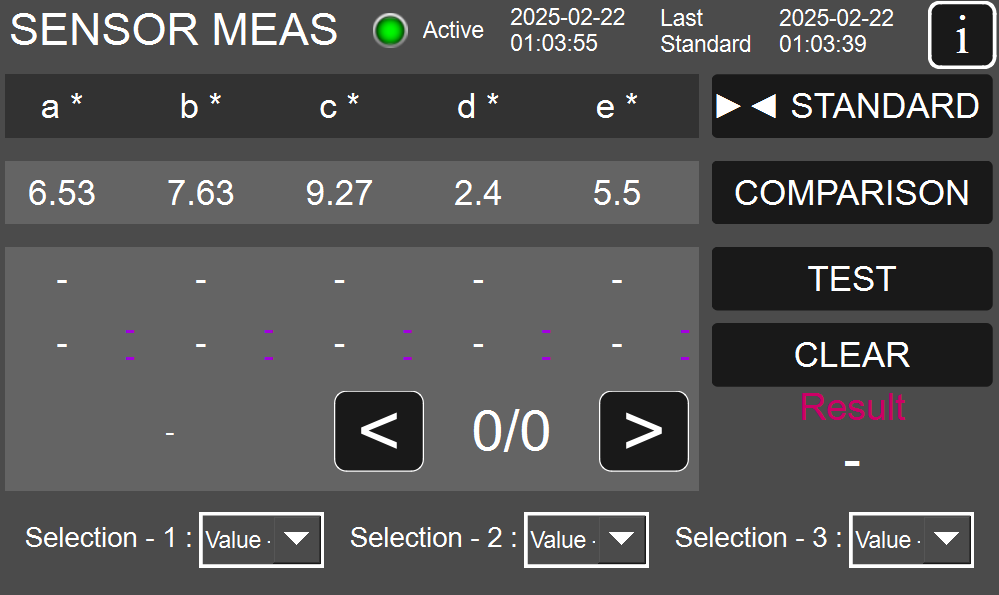 SENSOR MEAS
Active
2025-02-22
01:03:55
Last
Standard
2025-02-22
01:03:39
i
a * b * c * d * e *
STANDARD
6.53 7.63 9.27 2.4 5.5
COMPARISON
- - - - -
TEST
- - - - -
- - - - -
- - - - -
CLEAR
Result
- < 0/0 >
-
Selection - 1 : Value - Selection - 2 : Value - Selection - 3 : Value -